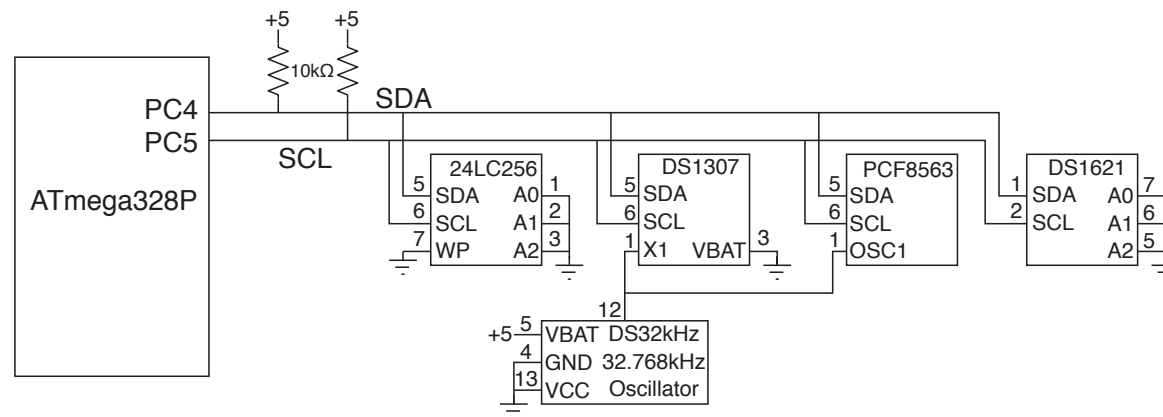 +5 +5
10kΩ
PC4 SDA
PC5
SCL
ATmega328P
24LC256
5 SDA A0 1
6 SCL A1 2
7 WP A2 3
DS1307
5 SDA
6 SCL
1 X1 VBAT 3
PCF8563
5 SDA
6 SCL
1 OSC1
DS1621
1 SDA A0 7
2 SCL A1 6
A2 5
12
+5 5 VBAT DS32kHz
4 GND 32.768kHz
13 VCC Oscillator